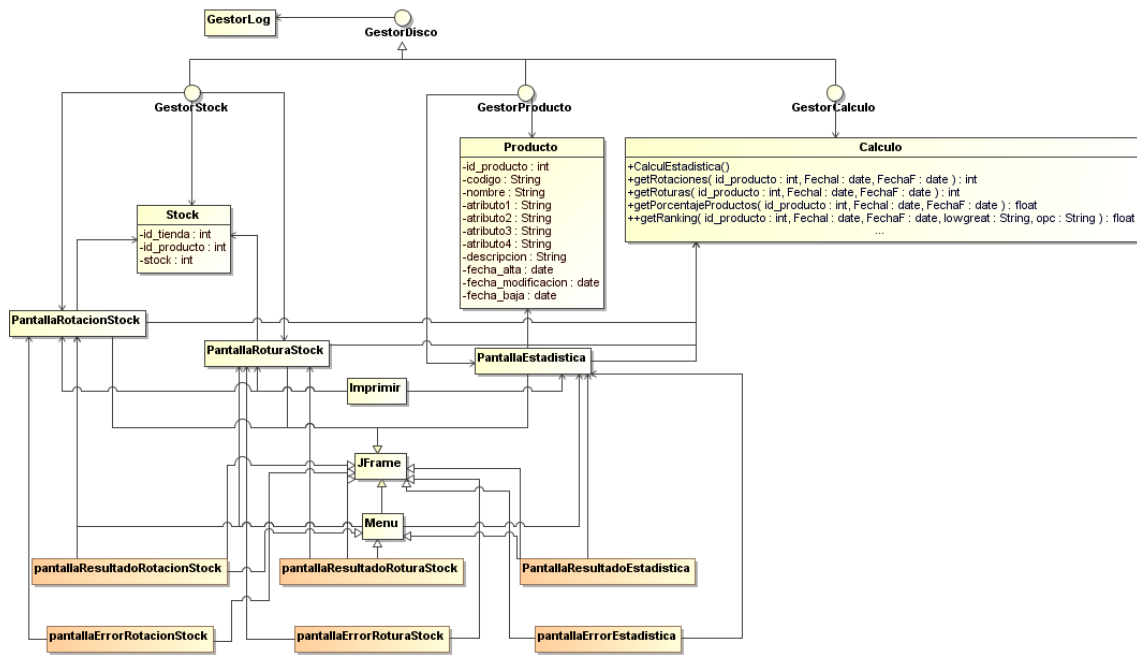 GestorLog
GestorDisco
GestorStock
GestorProducto
GestorCalculo
Producto
-id_producto : int
-codigo : String
-nombre : String
-atributo1 : String
-atributo2 : String
-atributo3 : String
-atributo4 : String
-descripcion : String
-fecha_alta : date
-fecha_modificacion : date
-fecha_baja : date
Calculo
+CalculEstadistica()
+getRotaciones( id_producto : int, FechaI : date, FechaF : date ) : int
+getRoturas( id_producto : int, FechaI : date, FechaF : date ) : int
+getPorcentajeProductos( id_producto : int, FechaI : date, FechaF : date ) : float
++getRanking( id_producto : int, FechaI : date, FechaF : date, lowgreat : String, opc : String ) : float
...
Stock
-id_tienda : int
-id_producto : int
-stock : int
PantallaRotacionStock
PantallaRoturaStock
PantallaEstadistica
Imprimir
JFrame
Menu
pantallaResultadoRotacionStock
pantallaResultadoRoturaStock
PantallaResultadoEstadistica
pantallaErrorRotacionStock
pantallaErrorRoturaStock
pantallaErrorEstadistica